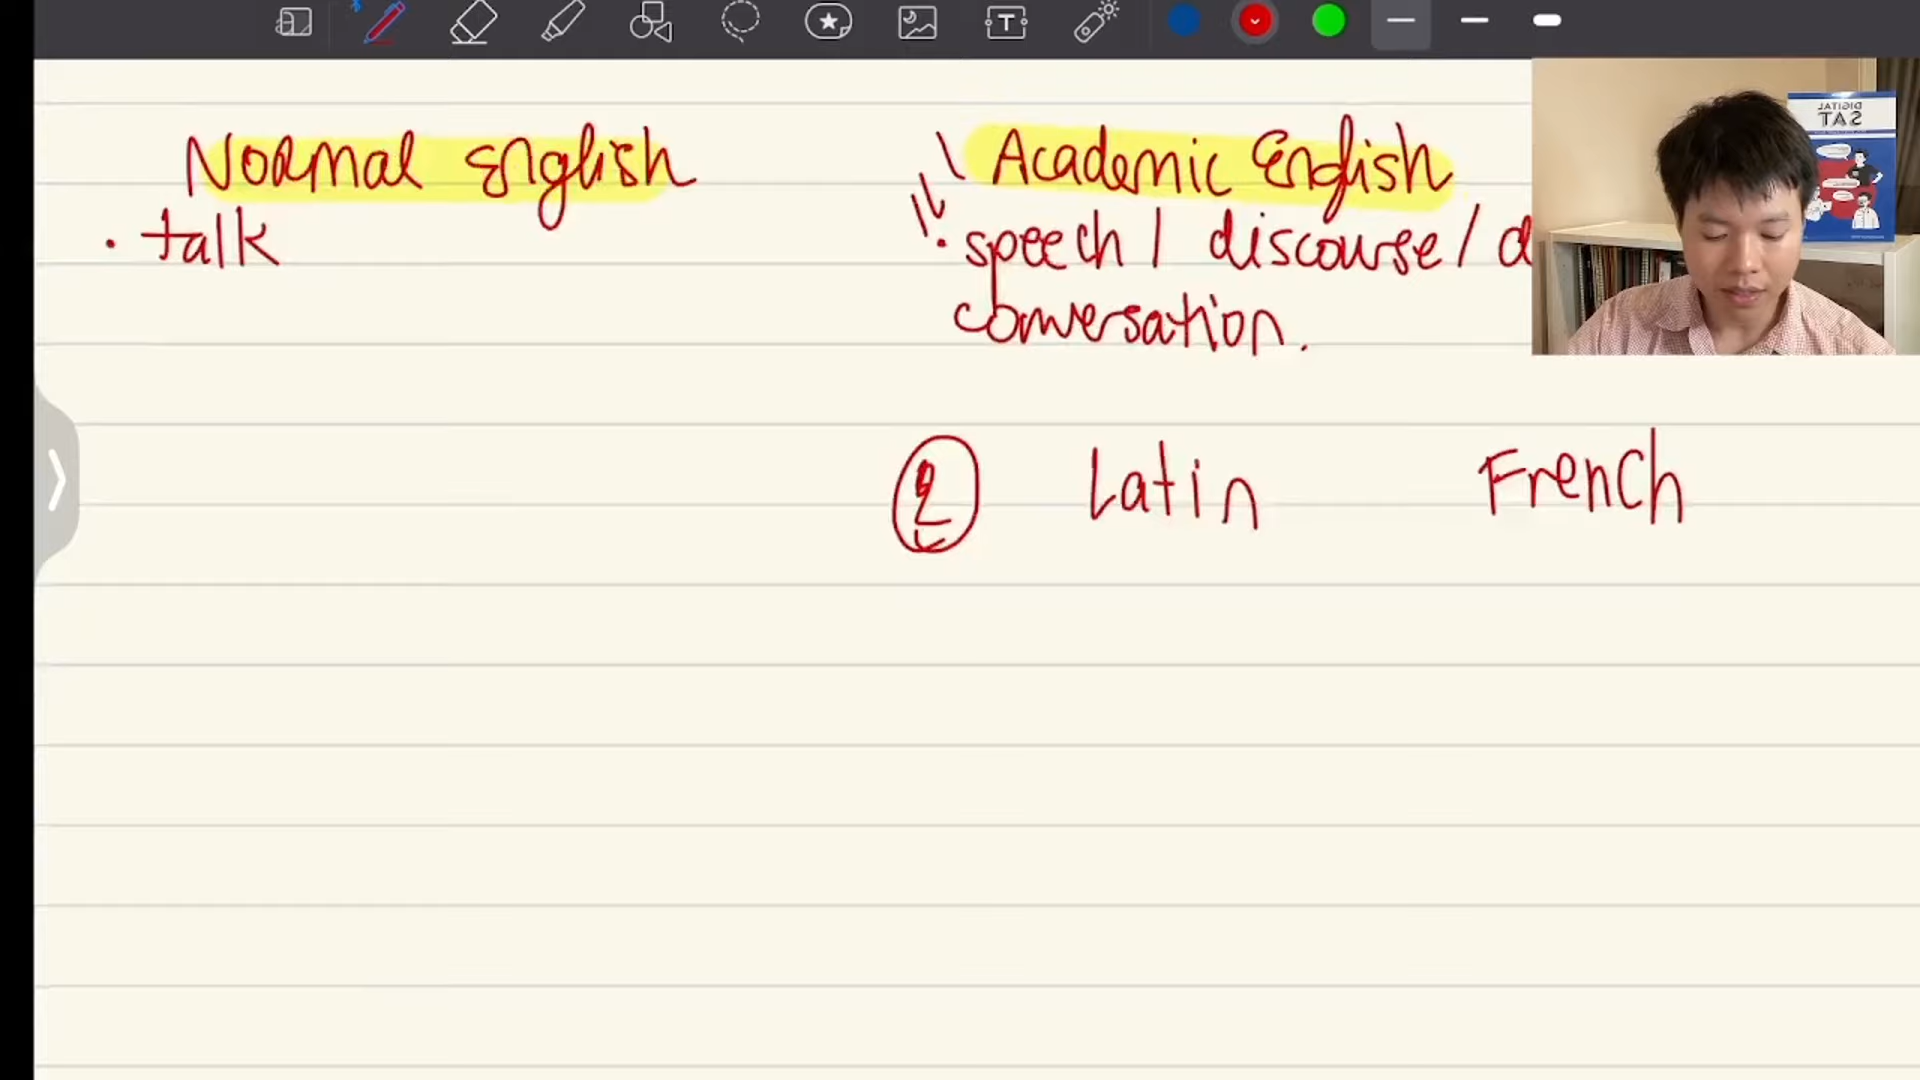 Normal English
Academic English
• talk
• speech / discourse / d
conversation.
2 Latin French
DIGITAL
SAT